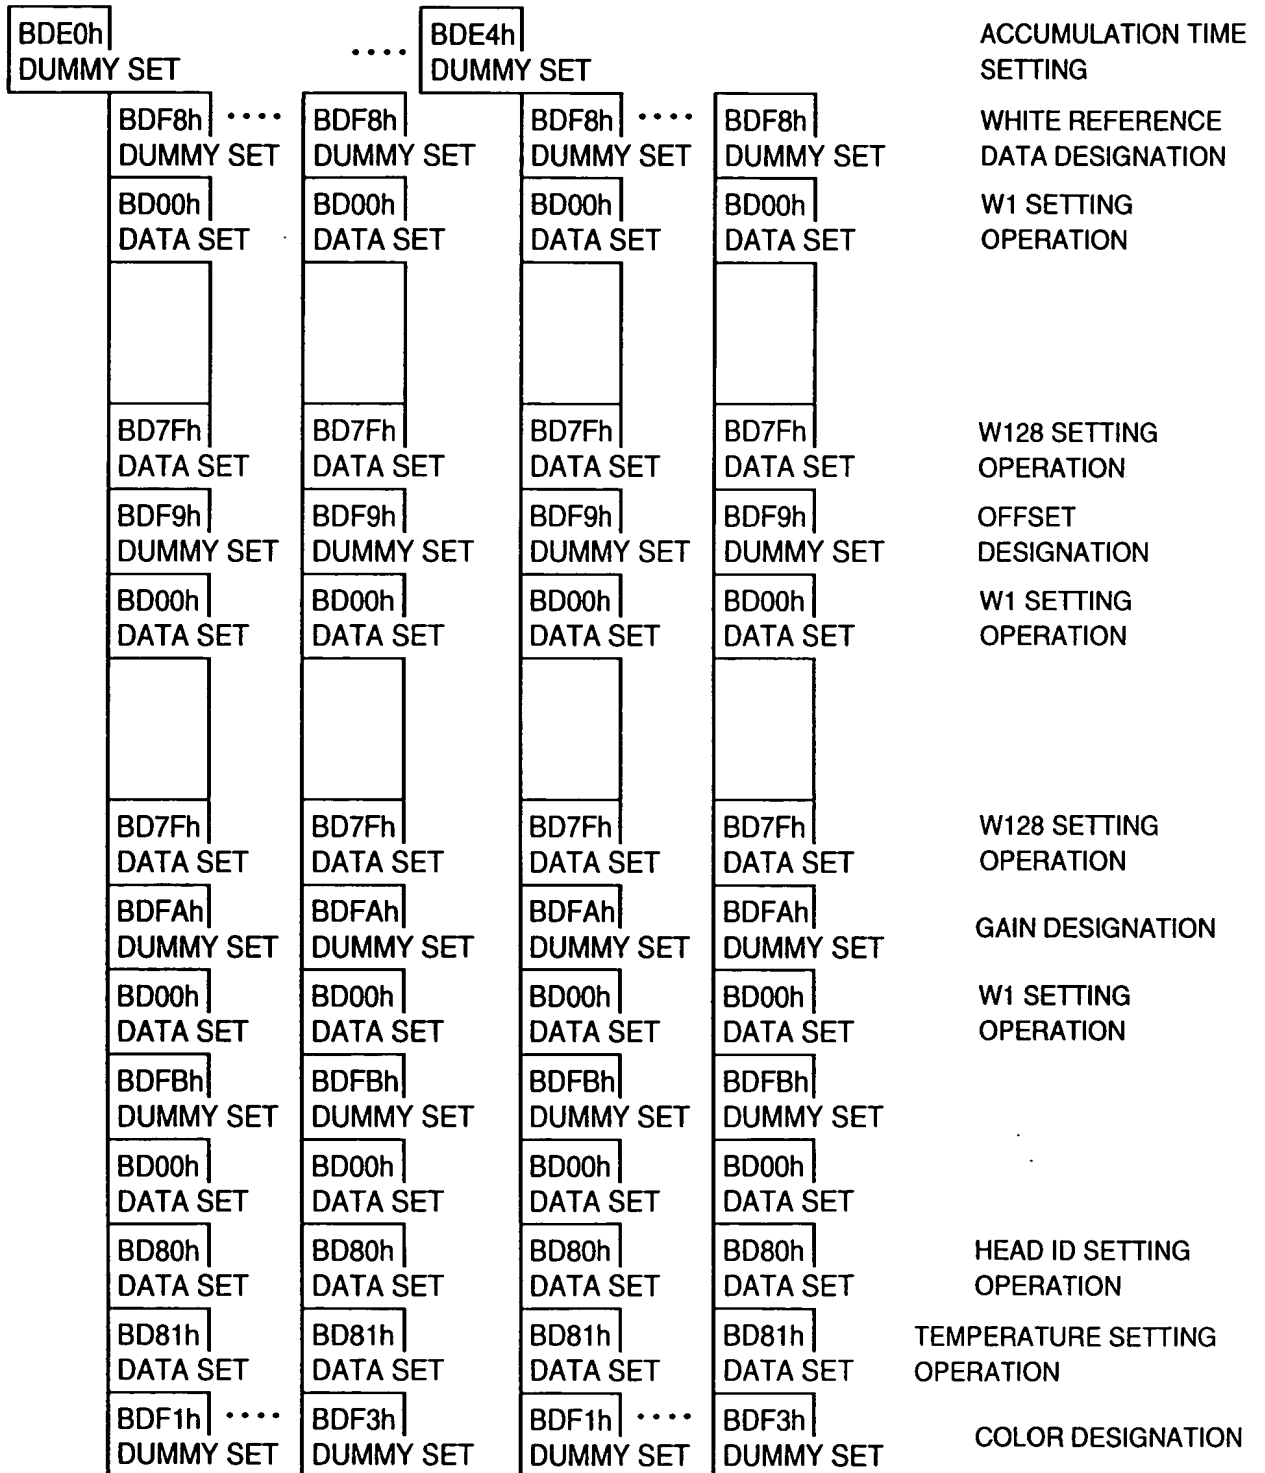 BDE0h .... BDE4h ACCUMULATION TIME
DUMMY SET DUMMY SET SETTING
BDF8h .... BDF8h BDF8h .... BDF8h WHITE REFERENCE
DUMMY SET DUMMY SET DUMMY SET DUMMY SET DATA DESIGNATION
BD00h BD00h BD00h BD00h W1 SETTING
DATA SET DATA SET DATA SET DATA SET OPERATION
BD7Fh BD7Fh BD7Fh BD7Fh W128 SETTING
DATA SET DATA SET DATA SET DATA SET OPERATION
BDF9h BDF9h BDF9h BDF9h OFFSET
DUMMY SET DUMMY SET DUMMY SET DUMMY SET DESIGNATION
BD00h BD00h BD00h BD00h W1 SETTING
DATA SET DATA SET DATA SET DATA SET OPERATION
BD7Fh BD7Fh BD7Fh BD7Fh W128 SETTING
DATA SET DATA SET DATA SET DATA SET OPERATION
BDFAh BDFAh BDFAh BDFAh GAIN DESIGNATION
DUMMY SET DUMMY SET DUMMY SET DUMMY SET
BD00h BD00h BD00h BD00h W1 SETTING
DATA SET DATA SET DATA SET DATA SET OPERATION
BDFBh BDFBh BDFBh BDFBh
DUMMY SET DUMMY SET DUMMY SET DUMMY SET
BD00h BD00h BD00h BD00h
DATA SET DATA SET DATA SET DATA SET
BD80h BD80h BD80h BD80h HEAD ID SETTING
DATA SET DATA SET DATA SET DATA SET OPERATION
BD81h BD81h BD81h BD81h TEMPERATURE SETTING
DATA SET DATA SET DATA SET DATA SET OPERATION
BDF1h .... BDF3h BDF1h .... BDF3h COLOR DESIGNATION
DUMMY SET DUMMY SET DUMMY SET DUMMY SET